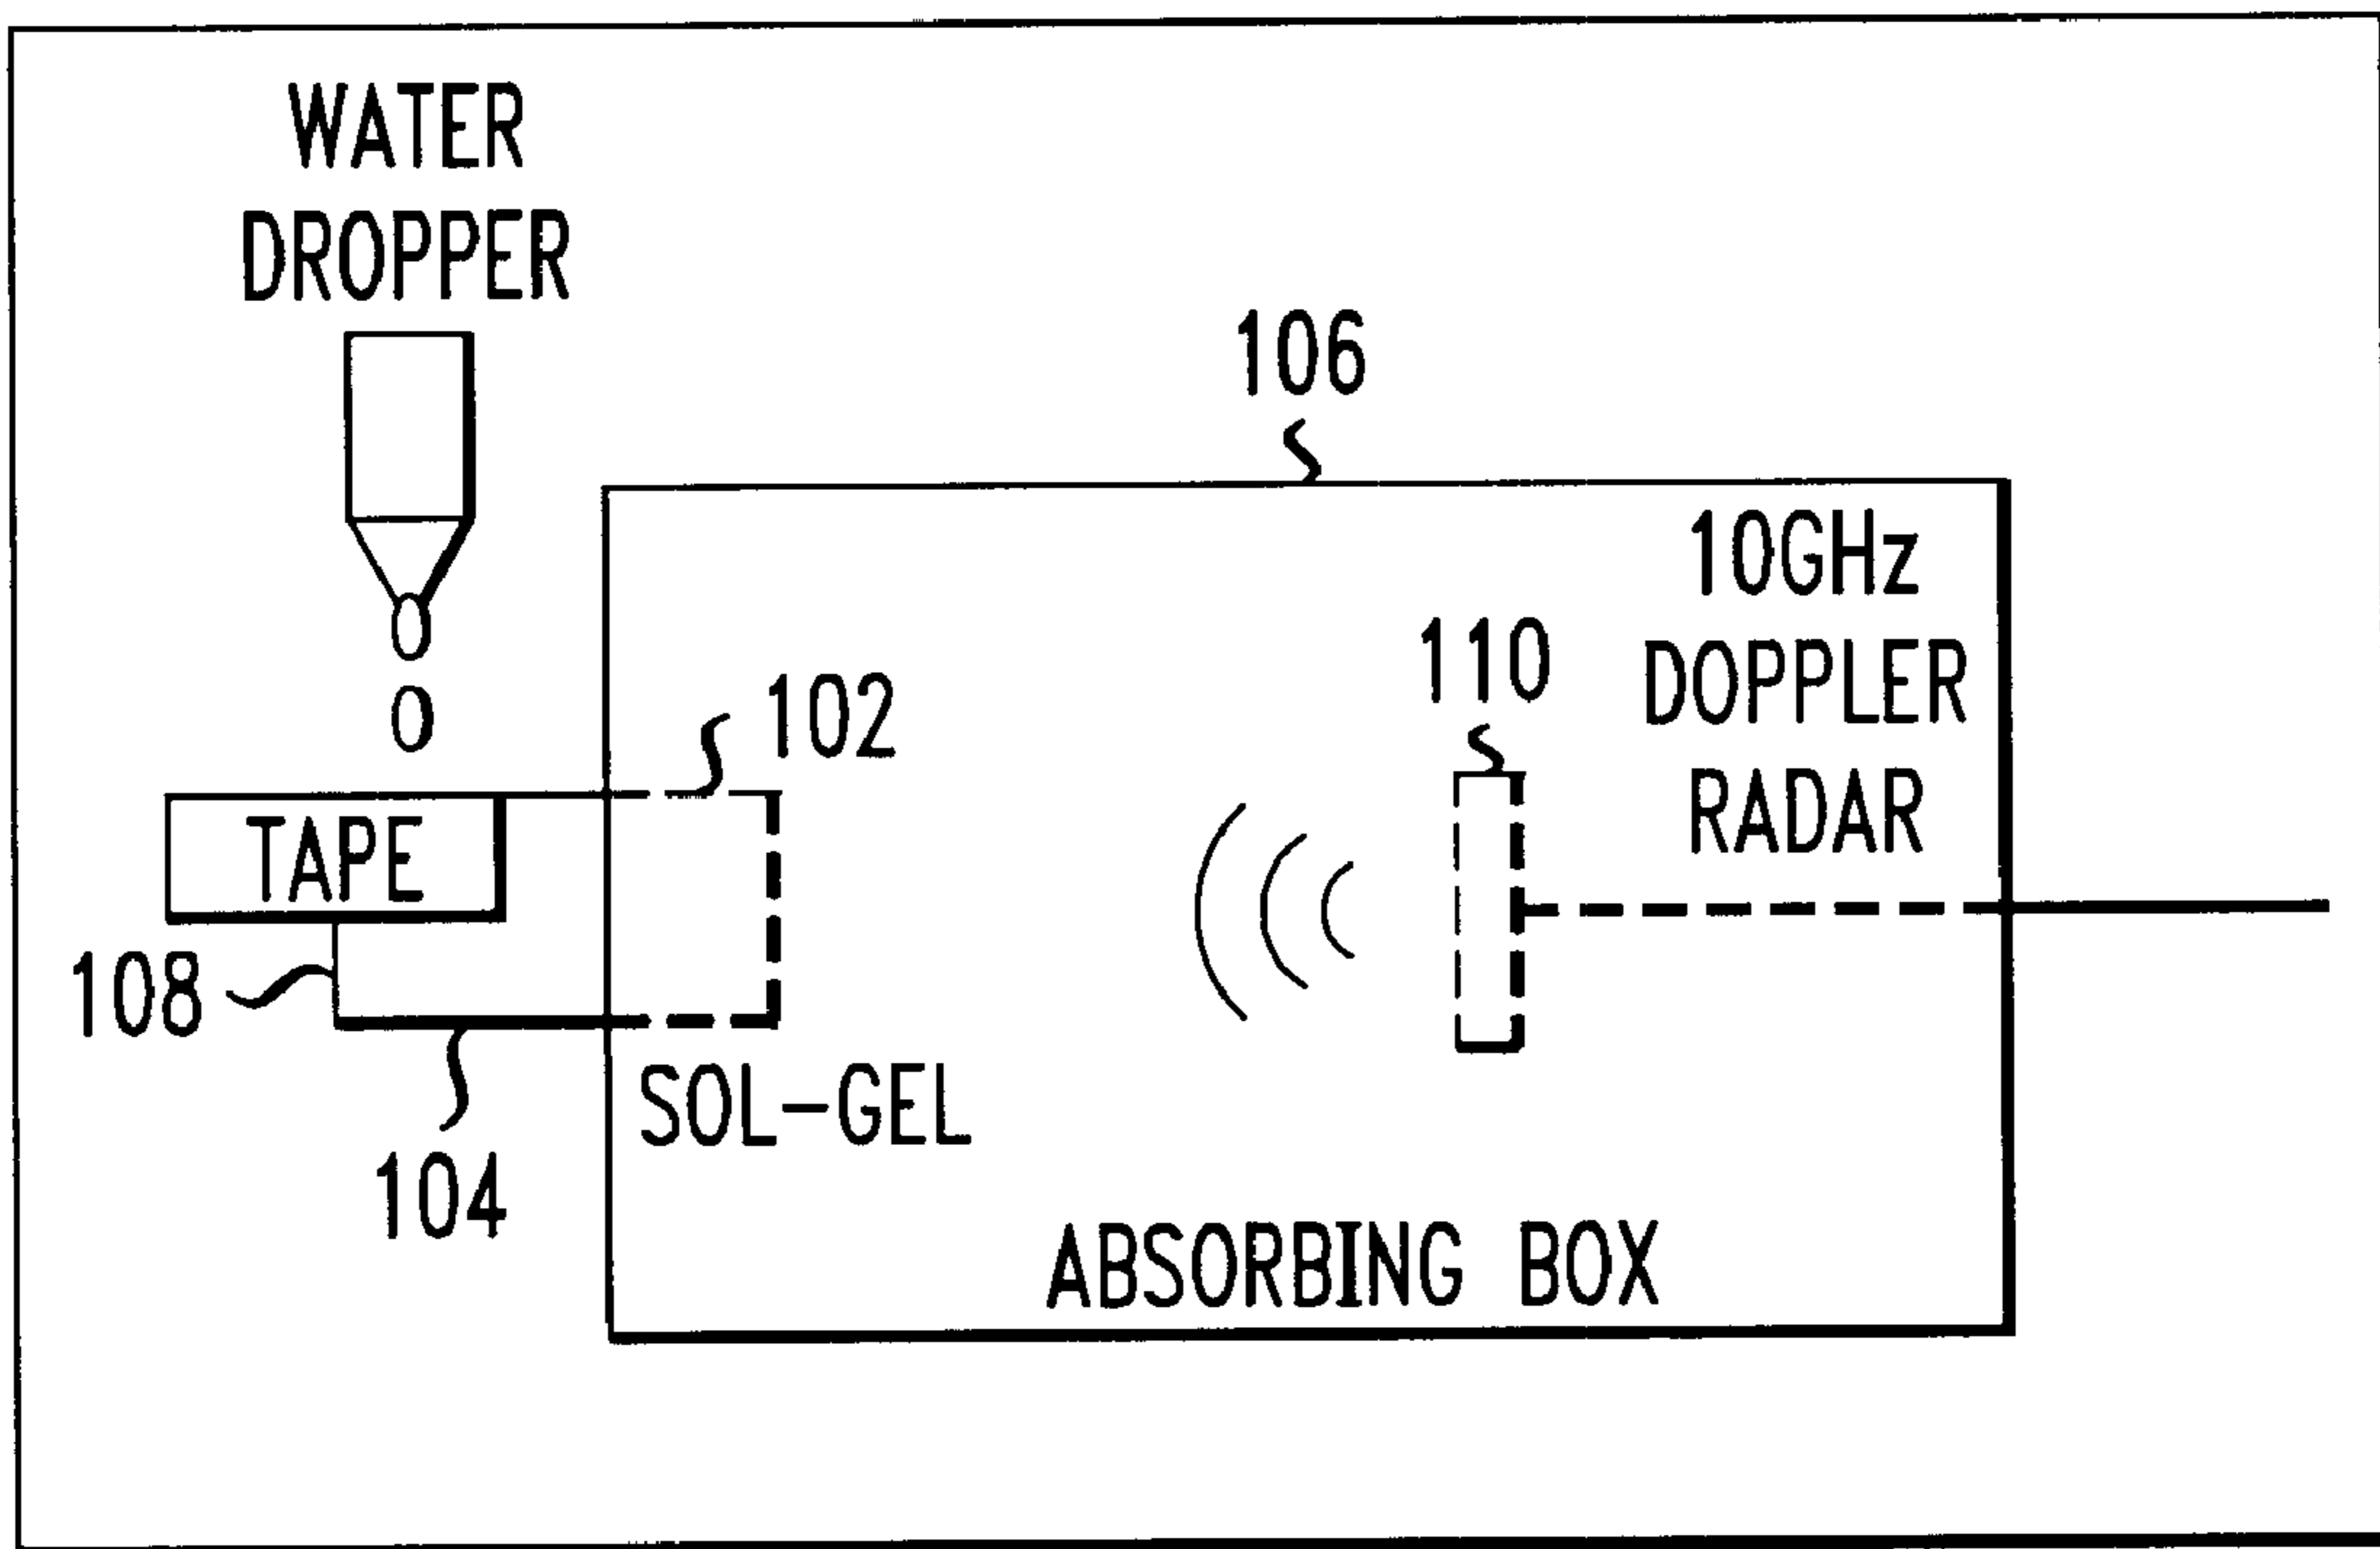 WATER
DROPPER
106
10GHz
DOPPLER
RADAR
110
102
TAPE
108
SOL-GEL
104
ABSORBING BOX